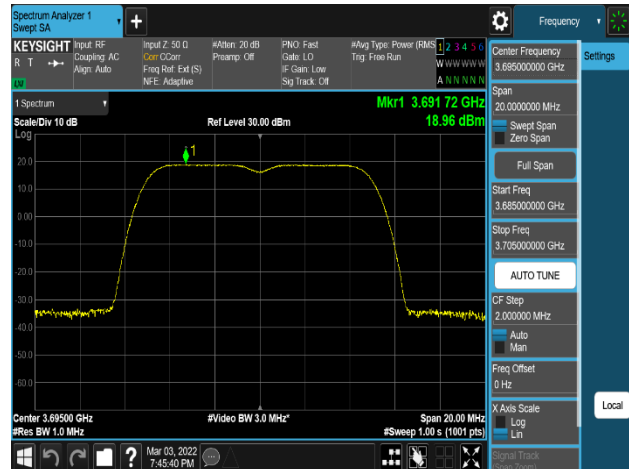 Spectrum Analyzer 1
Swept SA
+
Frequency
KEYSIGHT
R T
LM
Input: RF
Coupling: AC
Align: Auto
Input Z: 50 Ω
Corr CCorr
Freq Ref: Ext (S)
NFE: Adaptive
#Atten: 20 dB
Preamp: Off
PNO: Fast
Gate: LO
IF Gain: Low
Sig Track: Off
#Avg Type: Power (RMS
Trig: Free Run
1 2 3 4 5 6
W W W W W W
A N N N N N
1 Spectrum
Scale/Div 10 dB
Log
Ref Level 30.00 dBm
Mkr1 3.691 72 GHz
18.96 dBm
1
20.0
10.0
0.00
-10.0
-20.0
-30.0
-40.0
-50.0
-60.0
Center 3.69500 GHz
#Res BW 1.0 MHz
#Video BW 3.0 MHz*
Span 20.00 MHz
#Sweep 1.00 s (1001 pts)
Center Frequency
3.695000000 GHz
Span
20.0000000 MHz
Swept Span
Zero Span
Full Span
Start Freq
3.685000000 GHz
Stop Freq
3.705000000 GHz
AUTO TUNE
CF Step
2.000000 MHz
Auto
Man
Freq Offset
0 Hz
X Axis Scale
Log
Lin
Signal Track
(Span Zoom)
Settings
Local
?
Mar 03, 2022
7:45:40 PM